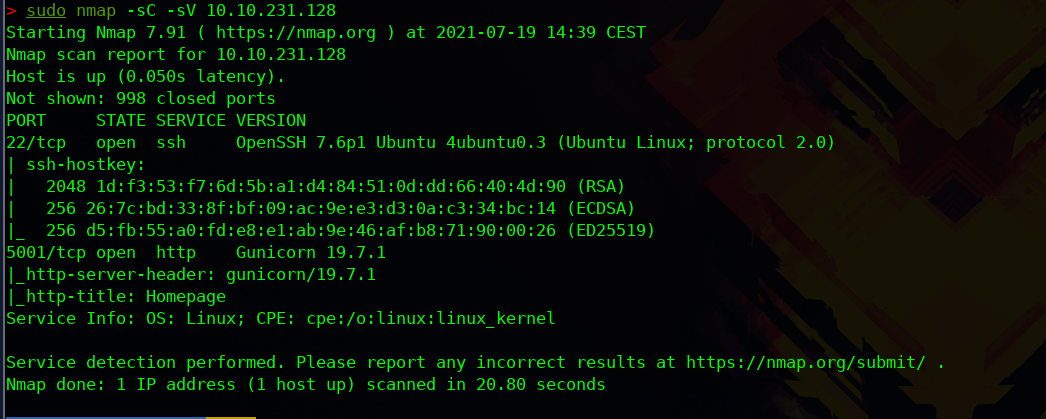 > sudo nmap -sC -sV 10.10.231.128
Starting Nmap 7.91 ( https://nmap.org ) at 2021-07-19 14:39 CEST
Nmap scan report for 10.10.231.128
Host is up (0.050s latency).
Not shown: 998 closed ports
PORT     STATE SERVICE VERSION
22/tcp   open  ssh     OpenSSH 7.6p1 Ubuntu 4ubuntu0.3 (Ubuntu Linux; protocol 2.0)
| ssh-hostkey:
|   2048 1d:f3:53:f7:6d:5b:a1:d4:84:51:0d:dd:66:40:4d:90 (RSA)
|   256 26:7c:bd:33:8f:bf:09:ac:9e:e3:d3:0a:c3:34:bc:14 (ECDSA)
|_  256 d5:fb:55:a0:fd:e8:e1:ab:9e:46:af:b8:71:90:00:26 (ED25519)
5001/tcp open  http    Gunicorn 19.7.1
|_http-server-header: gunicorn/19.7.1
|_http-title: Homepage
Service Info: OS: Linux; CPE: cpe:/o:linux:linux_kernel
Service detection performed. Please report any incorrect results at https://nmap.org/submit/ .
Nmap done: 1 IP address (1 host up) scanned in 20.80 seconds